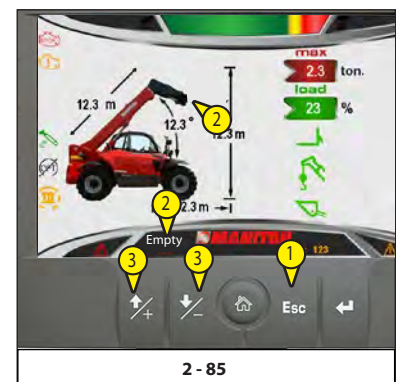 max
2.3 ton.
load
12.3 m
23 %
12.3°
2
2.3 m
2
2.3 m
Empty
MANITOU
123
3
3
1
+
-
Esc
2 - 85